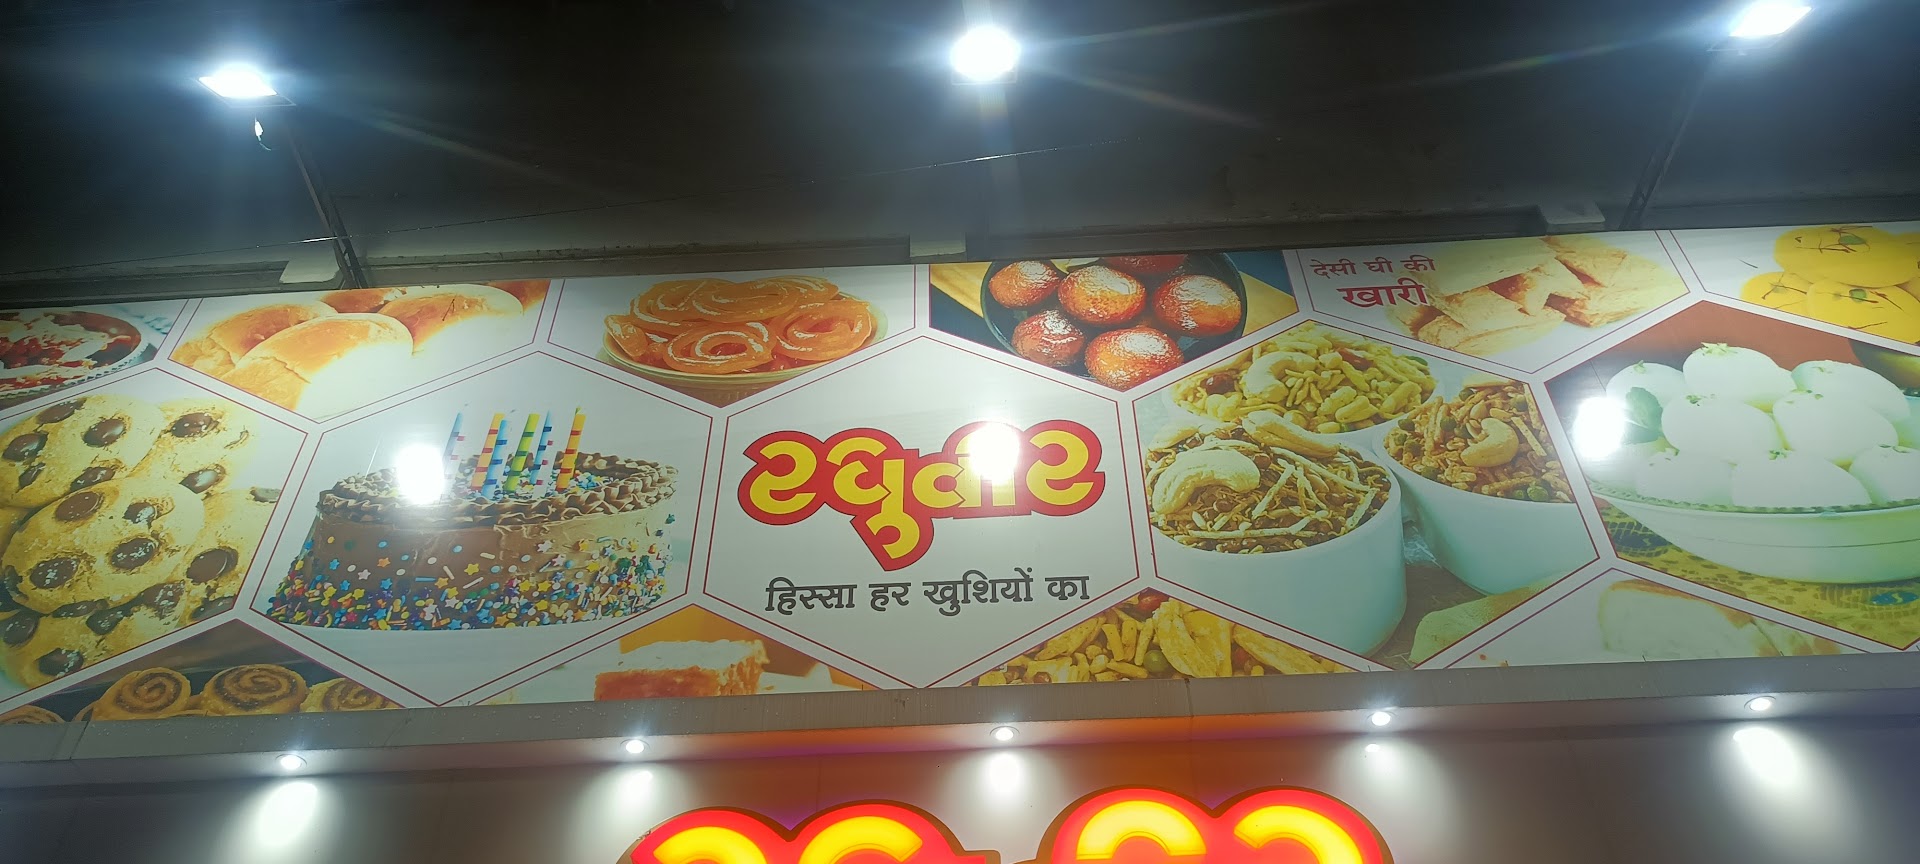 देसी घी की
खारी
रघुवीर
हिस्सा हर खुशियों का